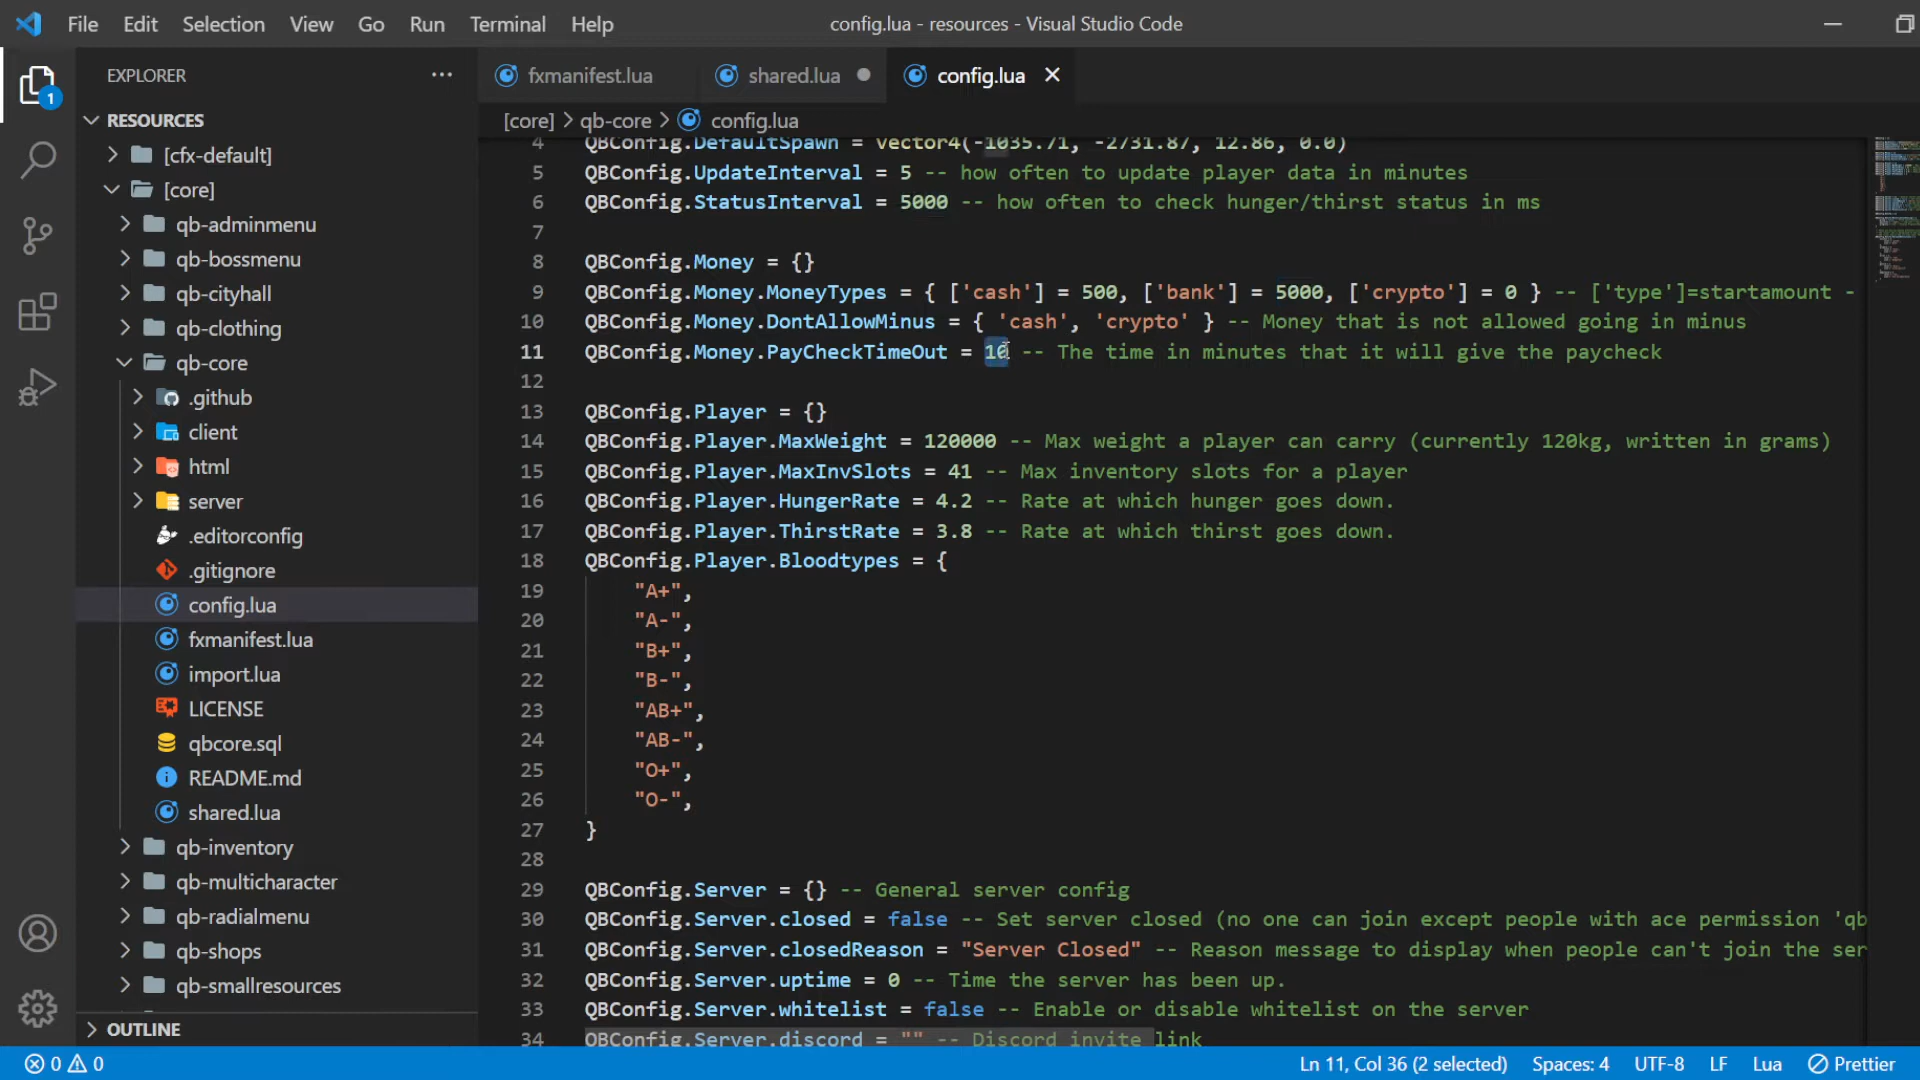 File Edit Selection View Go Run Terminal Help
config.lua - resources - Visual Studio Code
EXPLORER
fxmanifest.lua
shared.lua
config.lua
RESOURCES
[cfx-default]
[core]
qb-adminmenu
qb-bossmenu
qb-cityhall
qb-clothing
qb-core
.github
client
html
server
.editorconfig
.gitignore
config.lua
fxmanifest.lua
import.lua
LICENSE
qbcore.sql
README.md
shared.lua
qb-inventory
qb-multicharacter
qb-radialmenu
qb-shops
qb-smallresources
OUTLINE
1
[core] > qb-core > config.lua
4 QBConfig.DefaultSpawn = vector4(-1035.71, -2731.87, 12.86, 0.0)
5 QBConfig.UpdateInterval = 5 -- how often to update player data in minutes
6 QBConfig.StatusInterval = 5000 -- how often to check hunger/thirst status in ms
7
8 QBConfig.Money = {}
9 QBConfig.Money.MoneyTypes = { ['cash'] = 500, ['bank'] = 5000, ['crypto'] = 0 } -- ['type']=startamount -
10 QBConfig.Money.DontAllowMinus = { 'cash', 'crypto' } -- Money that is not allowed going in minus
11 QBConfig.Money.PayCheckTimeOut = 10 -- The time in minutes that it will give the paycheck
12
13 QBConfig.Player = {}
14 QBConfig.Player.MaxWeight = 120000 -- Max weight a player can carry (currently 120kg, written in grams)
15 QBConfig.Player.MaxInvSlots = 41 -- Max inventory slots for a player
16 QBConfig.Player.HungerRate = 4.2 -- Rate at which hunger goes down.
17 QBConfig.Player.ThirstRate = 3.8 -- Rate at which thirst goes down.
18 QBConfig.Player.Bloodtypes = {
19 "A+",
20 "A-",
21 "B+",
22 "B-",
23 "AB+",
24 "AB-",
25 "O+",
26 "O-",
27 }
28
29 QBConfig.Server = {} -- General server config
30 QBConfig.Server.closed = false -- Set server closed (no one can join except people with ace permission 'qb
31 QBConfig.Server.closedReason = "Server Closed" -- Reason message to display when people can't join the ser
32 QBConfig.Server.uptime = 0 -- Time the server has been up.
33 QBConfig.Server.whitelist = false -- Enable or disable whitelist on the server
34 QBConfig.Server.discord = "" -- Discord invite link
0 0
Ln 11, Col 36 (2 selected) Spaces: 4 UTF-8 LF Lua Prettier